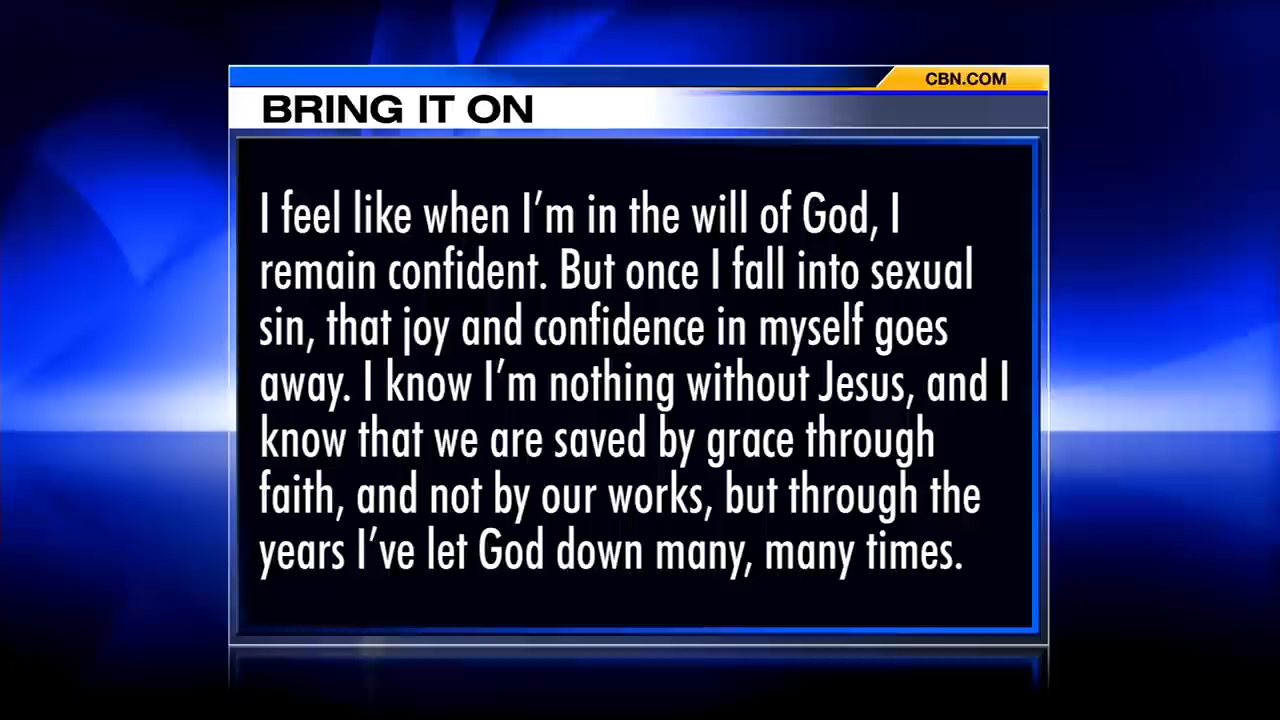 CBN.COM
BRING IT ON
I feel like when I'm in the will of God, I
remain confident. But once I fall into sexual
sin, that joy and confidence in myself goes
away. I know I'm nothing without Jesus, and I
know that we are saved by grace through
faith, and not by our works, but through the
years I've let God down many, many times.